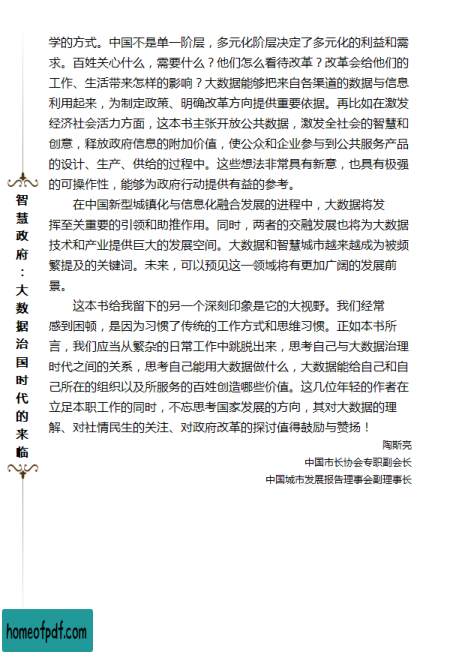 学的方式。中国不是单一阶层，多元化阶层决定了多元化的利益和需
求。百姓关心什么，需要什么？他们怎么看待改革？改革会给他们的
工作、生活带来怎样的影响？大数据能够把来自各渠道的数据与信息
利用起来，为制定政策、明确改革方向提供重要依据。再比如在激发
经济社会活力方面，这本书主张开放公共数据，激发全社会的智慧和
创意，释放政府信息的附加价值，使公众和企业参与到公共服务产品
的设计、生产、供给的过程中。这些想法非常具有新意，也具有极强
的可操作性，能够为政府行动提供有益的参考。
在中国新型城镇化与信息化融合发展的进程中，大数据将发
挥至关重要的引领和助推作用。同时，两者的交融发展也将为大数据
技术和产业提供巨大的发展空间。大数据和智慧城市越来越成为被频
繁提及的关键词。未来，可以预见这一领域将有更加广阔的发展前
景。
这本书给我留下的另一个深刻印象是它的大视野。我们经常
感到困顿，是因为习惯了传统的工作方式和思维习惯。正如本书所
言，我们应当从繁杂的日常工作中跳脱出来，思考自己与大数据治理
时代之间的关系，思考自己能用大数据做什么，大数据能给自己和自
己所在的组织以及所服务的百姓创造哪些价值。这几位年轻的作者在
立足本职工作的同时，不忘思考国家发展的方向，其对大数据的理
解、对社情民生的关注、对政府改革的探讨值得鼓励与赞扬！
陶斯亮
中国市长协会专职副会长
中国城市发展报告理事会副理事长
智慧政府：大数据治国时代的来临
homeofpdf.com